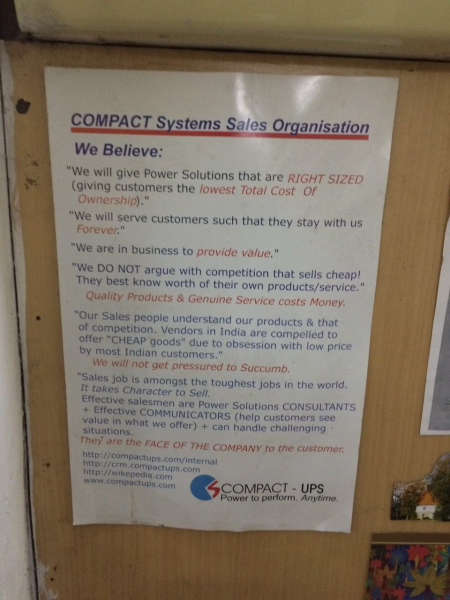 COMPACT Systems Sales Organisation
We Believe:
"We will give Power Solutions that are RIGHT SIZED
(giving customers the lowest Total Cost Of
Ownership)."
"We will serve customers such that they stay with us
Forever."
"We are in business to provide value."
"We DO NOT argue with competition that sells cheap!
They best know worth of their own products/service."
Quality Products & Genuine Service costs Money.
"Our Sales people understand our products & that
of competition. Vendors in India are compelled to
offer "CHEAP goods" due to obsession with low price
by most Indian customers."
We will not get pressured to Succumb.
"Sales job is amongst the toughest jobs in the world.
It takes Character to Sell.
Effective salesmen are Power Solutions CONSULTANTS
+ Effective COMMUNICATORS (help customers see
value in what we offer) + can handle challenging
situations.
They are the FACE OF THE COMPANY to the customer.
http://compactups.com/internal
http://crm.compactups.com
http://wikepedia.com
www.compactups.com
COMPACT - UPS
Power to perform. Anytime.